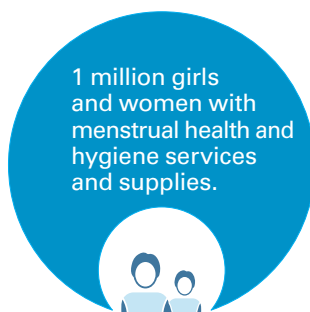 1 million girls
and women with
menstrual health and
hygiene services
and supplies.